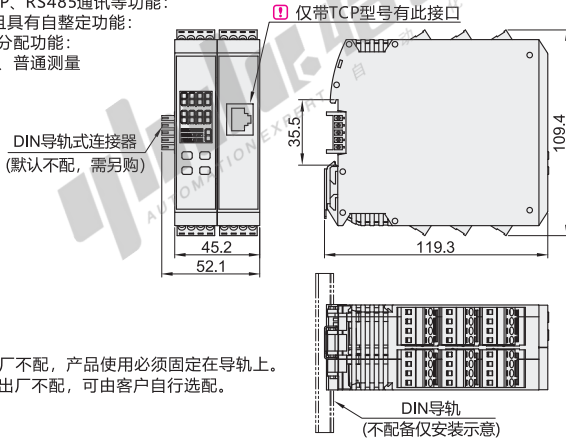 P、RS485通讯等功能：
且具有自整定功能：
分配功能：
、普通测量
仅带TCP型号有此接口
DIN导轨式连接器
(默认不配，需另购)
35.5
109.4
45.2
52.1
119.3
AUTOMATION EXPERT
自动化
厂不配，产品使用必须固定在导轨上。
出厂不配，可由客户自行选配。
DIN导轨
(不配备仅安装示意)